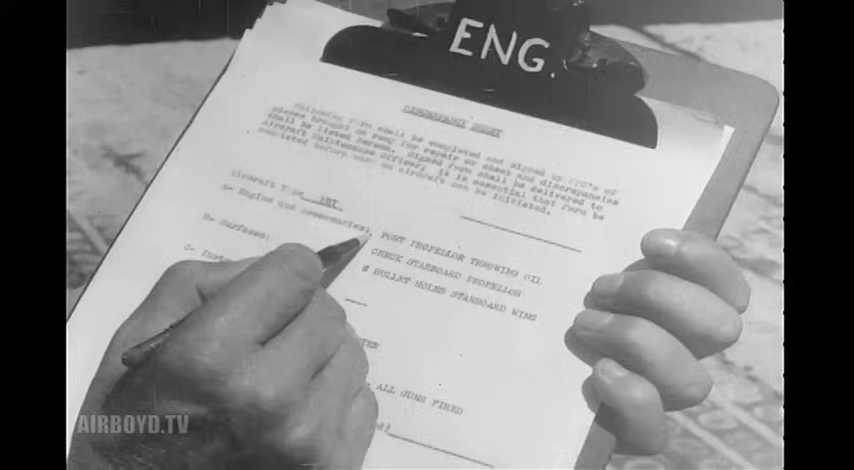 ENG.
DISCREPANCY SHEET
Following form shall be completed and signed by PPC's of
planes brought on ramp for repair or check and discrepancies
shall be listed hereon. Signed form shall be delivered to
Aircraft Maintenance Officer; it is essential that form be
completed before work on aircraft can be initiated.
Aircraft Type PBY
A- Engine and Accessories:
PORT PROPELLOR THROWING OIL
B- Surfaces:
CHECK STARBOARD PROPELLOR
BULLET HOLES STARBOARD WING
C-
ALL GUNS FIRED
AIRBOYD.TV